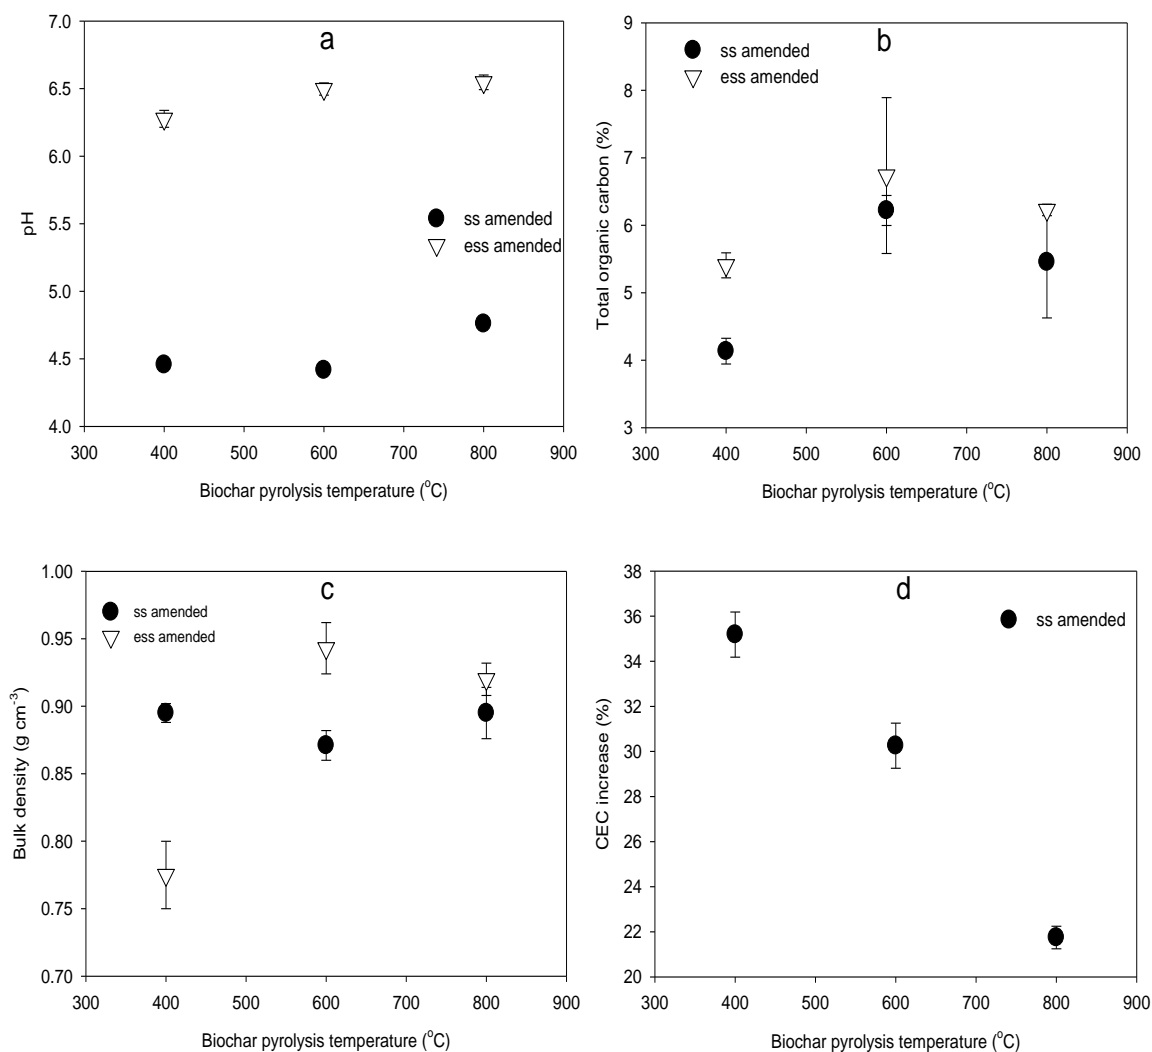 a
7.0
6.5
6.0
5.5
5.0
4.5
4.0
pH
ss amended
ess amended
300 400 500 600 700 800 900
Biochar pyrolysis temperature (°C)
b
9
8
7
6
5
4
3
Total organic carbon (%)
ss amended
ess amended
300 400 500 600 700 800 900
Biochar pyrolysis temperature (°C)
c
1.00
0.95
0.90
0.85
0.80
0.75
0.70
Bulk density (g cm⁻³)
ss amended
ess amended
300 400 500 600 700 800 900
Biochar pyrolysis temperature (°C)
d
38
36
34
32
30
28
26
24
22
20
CEC increase (%)
ss amended
300 400 500 600 700 800 900
Biochar pyrolysis temperature (°C)